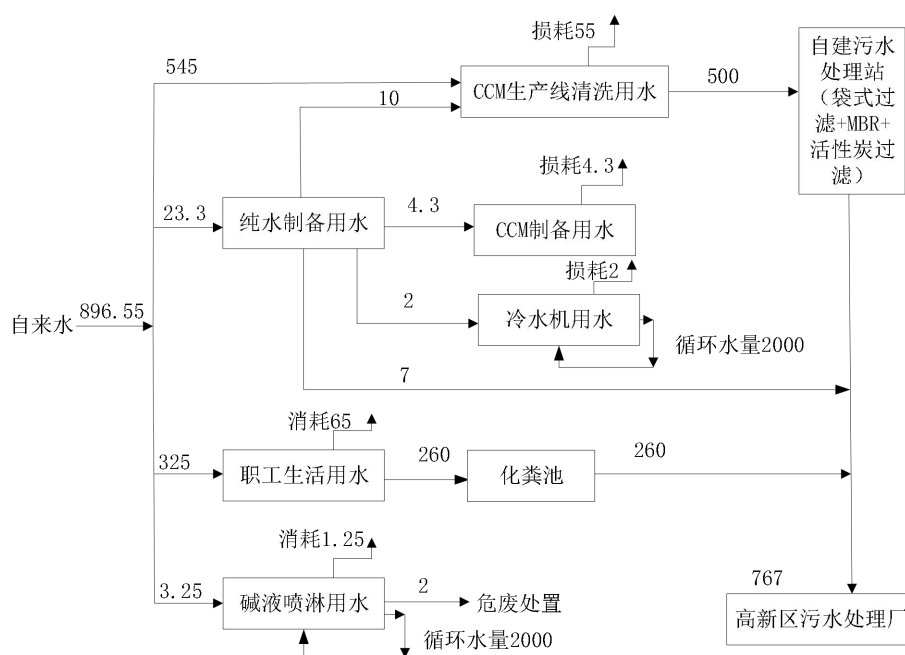 损耗55
545
CCM生产线清洗用水
500
10
自建污水
处理站
（袋式过
滤+MBR+
活性炭过
滤）
损耗4.3
23.3
纯水制备用水
4.3
CCM制备用水
损耗2
自来水
896.55
2
冷水机用水
循环水量2000
7
消耗65
325
职工生活用水
260
化粪池
260
消耗1.25
3.25
碱液喷淋用水
2
危废处置
循环水量2000
767
高新区污水处理厂